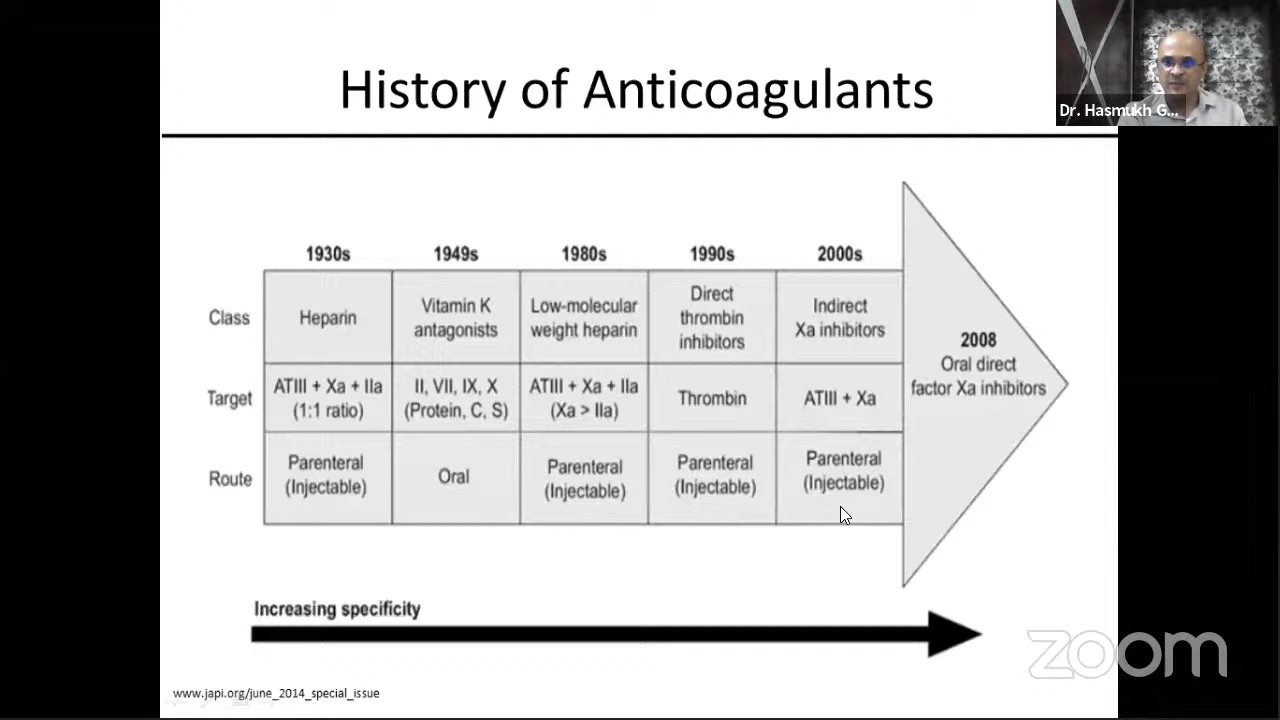 History of Anticoagulants
Dr. Hasmukh G...
1930s 1949s 1980s 1990s 2000s
Class
Heparin
Vitamin K
antagonists
Low-molecular
weight heparin
Direct
thrombin
inhibitors
Indirect
Xa inhibitors
Target
ATIII + Xa + IIa
(1:1 ratio)
II, VII, IX, X
(Protein, C, S)
ATIII + Xa + IIa
(Xa > IIa)
Thrombin
ATIII + Xa
Route
Parenteral
(Injectable)
Oral
Parenteral
(Injectable)
Parenteral
(Injectable)
Parenteral
(Injectable)
2008
Oral direct
factor Xa inhibitors
Increasing specificity
zoom
www.japi.org/june_2014_special_issue